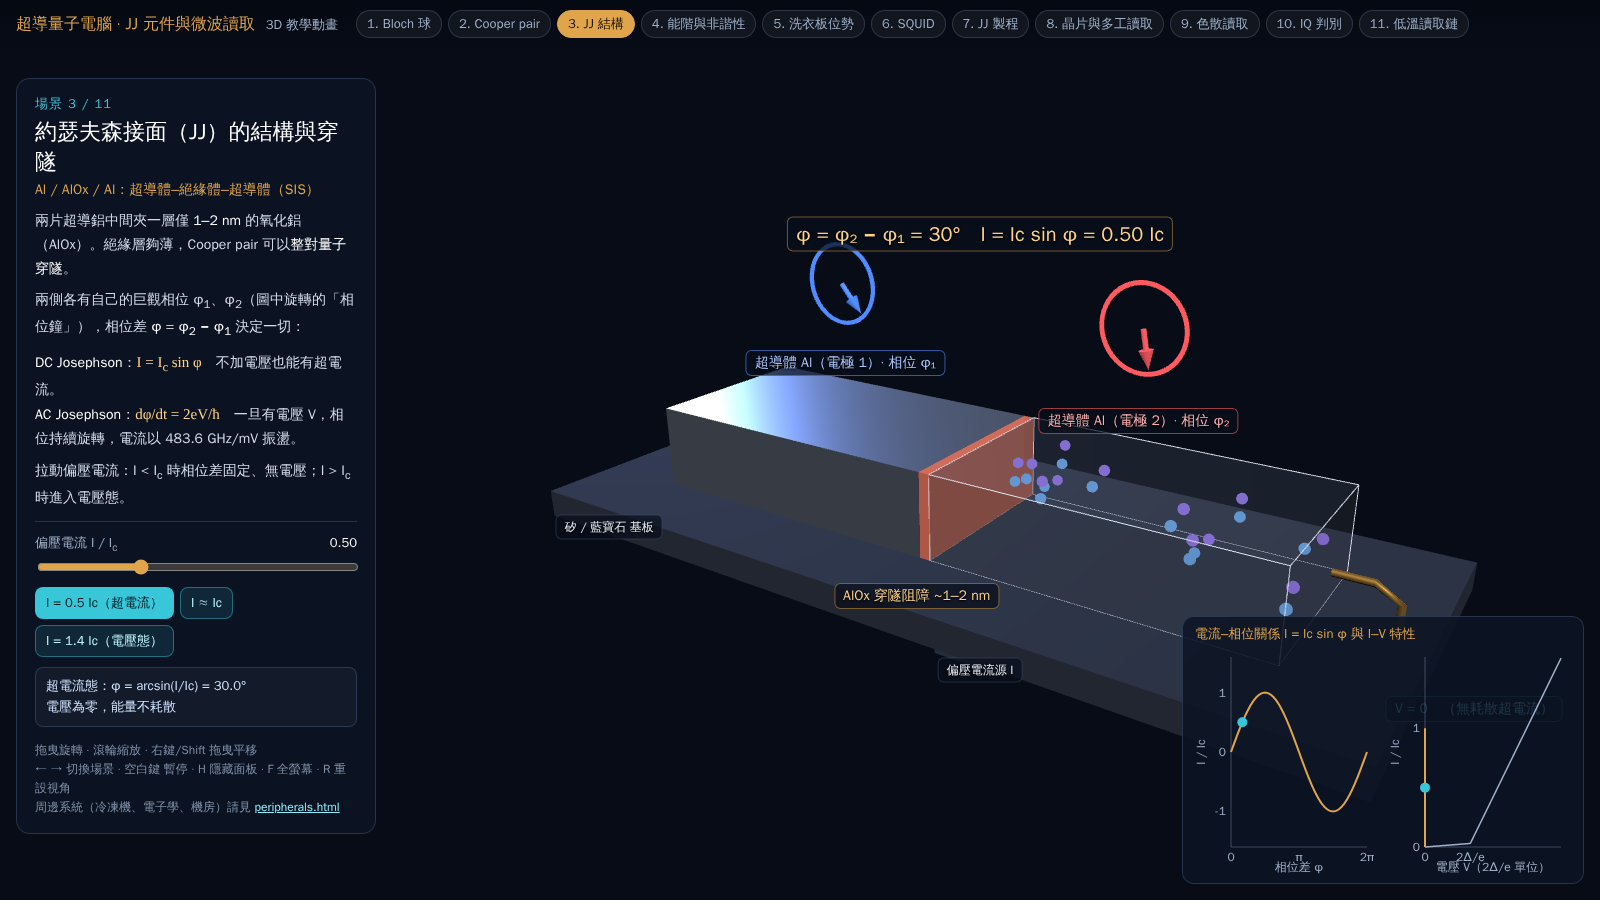 超導量子電腦 · JJ 元件與微波讀取 3D 教學動畫 1. Bloch 球 2. Cooper pair 3. JJ 結構 4. 能階與非諧性 5. 洗衣板位勢 6. SQUID 7. JJ 製程 8. 晶片與多工讀取 9. 色散讀取 10. IQ 判別 11. 低溫讀取鏈
場景 3 / 11
約瑟夫森接面（JJ）的結構與穿
隧
Al / AlOx / Al：超導體—絕緣體—超導體（SIS）
兩片超導鋁中間夾一層僅 1–2 nm 的氧化鋁
（AlOx）。絕緣層夠薄，Cooper pair 可以整對量子
穿隧。
兩側各有自己的巨觀相位 φ₁、φ₂（圖中旋轉的「相
位鐘」），相位差 φ = φ₂ − φ₁ 決定一切：
DC Josephson：I = I_c sin φ 不加電壓也能有超電
流。
AC Josephson：dφ/dt = 2eV/ħ 一旦有電壓 V，相
位持續旋轉，電流以 483.6 GHz/mV 振盪。
拉動偏壓電流：I < I_c 時相位差固定、無電壓；I > I_c
時進入電壓態。
偏壓電流 I / I_c 0.50
I = 0.5 Ic（超電流） I ≈ Ic
I = 1.4 Ic（電壓態）
超電流態：φ = arcsin(I/Ic) = 30.0°
電壓為零，能量不耗散
拖曳旋轉 · 滾輪縮放 · 右鍵/Shift 拖曳平移
← → 切換場景 · 空白鍵 暫停 · H 隱藏面板 · F 全螢幕 · R 重
設視角
周邊系統（冷凍機、電子學、機房）請見 peripherals.html
φ = φ₂ − φ₁ = 30° I = Ic sin φ = 0.50 Ic
超導體 Al（電極 1）· 相位 φ₁
超導體 Al（電極 2）· 相位 φ₂
矽 / 藍寶石 基板
AlOx 穿隧阻障 ~1–2 nm
偏壓電流源 I
電流—相位關係 I = Ic sin φ 與 I–V 特性
V = 0 （無耗散超電流）
1
0
-1
I / Ic
0 π 2π
相位差 φ
1
0
I / Ic
0 2Δ/e
電壓 V（2Δ/e 單位）